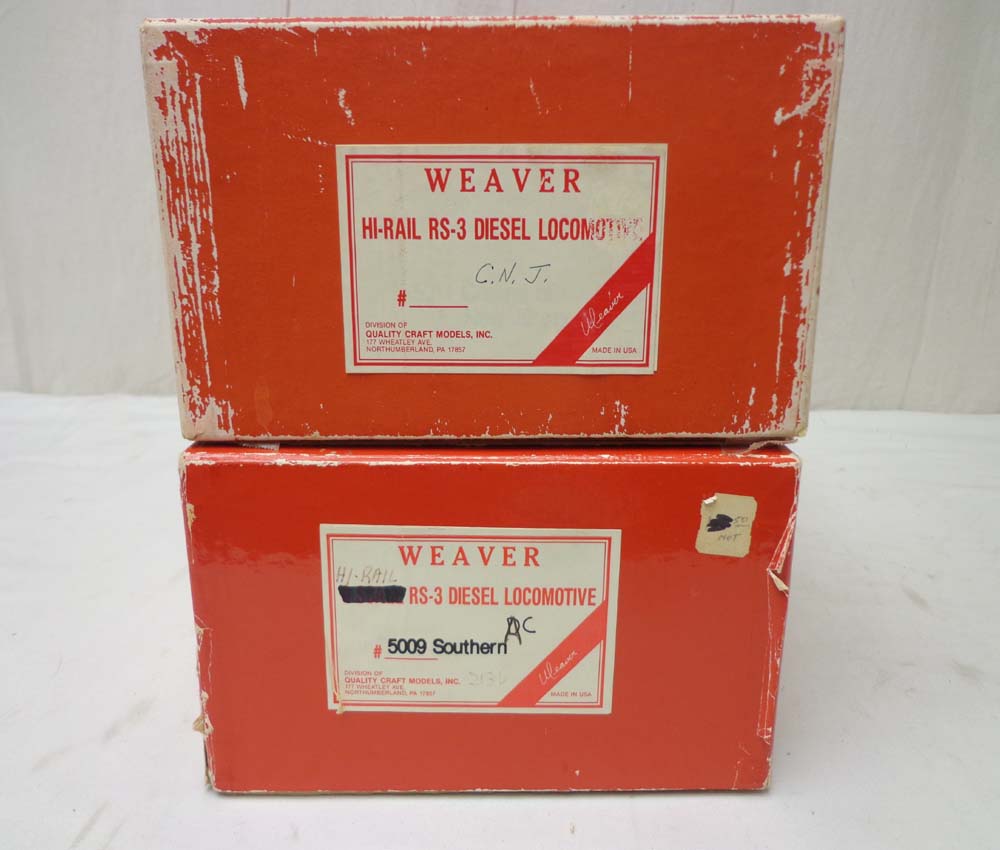 WEAVER
HI-RAIL RS-3 DIESEL LOCOMOTIVE
C.N.J.
#
Weaver
DIVISION OF
QUALITY CRAFT MODELS, INC.
177 WHEATLEY AVE.
NORTHUMBERLAND, PA 17857
MADE IN USA
WEAVER
HI-RAIL
RS-3 DIESEL LOCOMOTIVE
# 5009 Southern AC
Weaver
DIVISION OF
QUALITY CRAFT MODELS, INC.
177 WHEATLEY AVE.
NORTHUMBERLAND, PA 17857
MADE IN USA